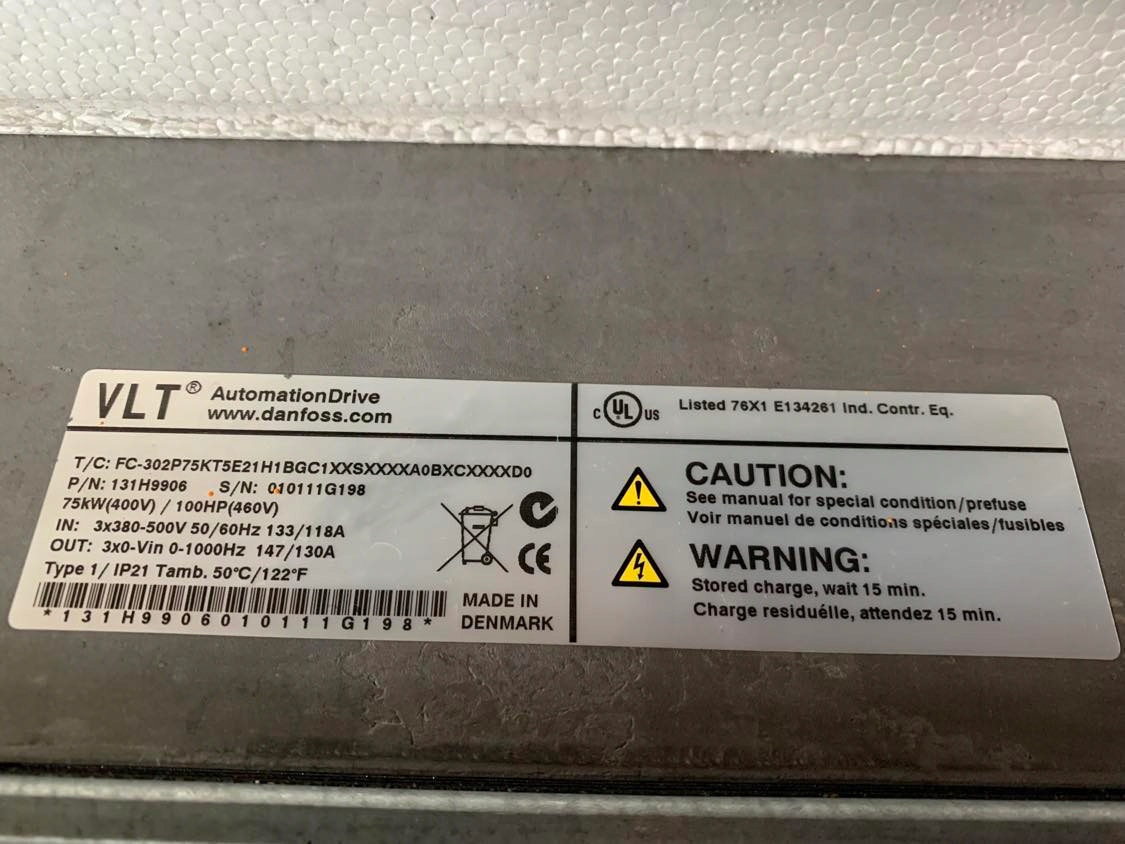 VLT® AutomationDrive
www.danfoss.com
T/C: FC-302P75KT5E21H1BGC1XXSXXXXA0BXCXXXXD0
P/N: 131H9906 S/N: 010111G198
75kW(400V) / 100HP(460V)
IN: 3x380-500V 50/60Hz 133/118A
OUT: 3x0-Vin 0-1000Hz 147/130A
Type 1/ IP21 Tamb. 50°C/122°F
*131H9906010111G198*
CE
MADE IN
DENMARK
C UL US Listed 76X1 E134261 Ind. Contr. Eq.
CAUTION:
See manual for special condition/prefuse
Voir manuel de conditions spéciales/fusibles
WARNING:
Stored charge, wait 15 min.
Charge residuélle, attendez 15 min.